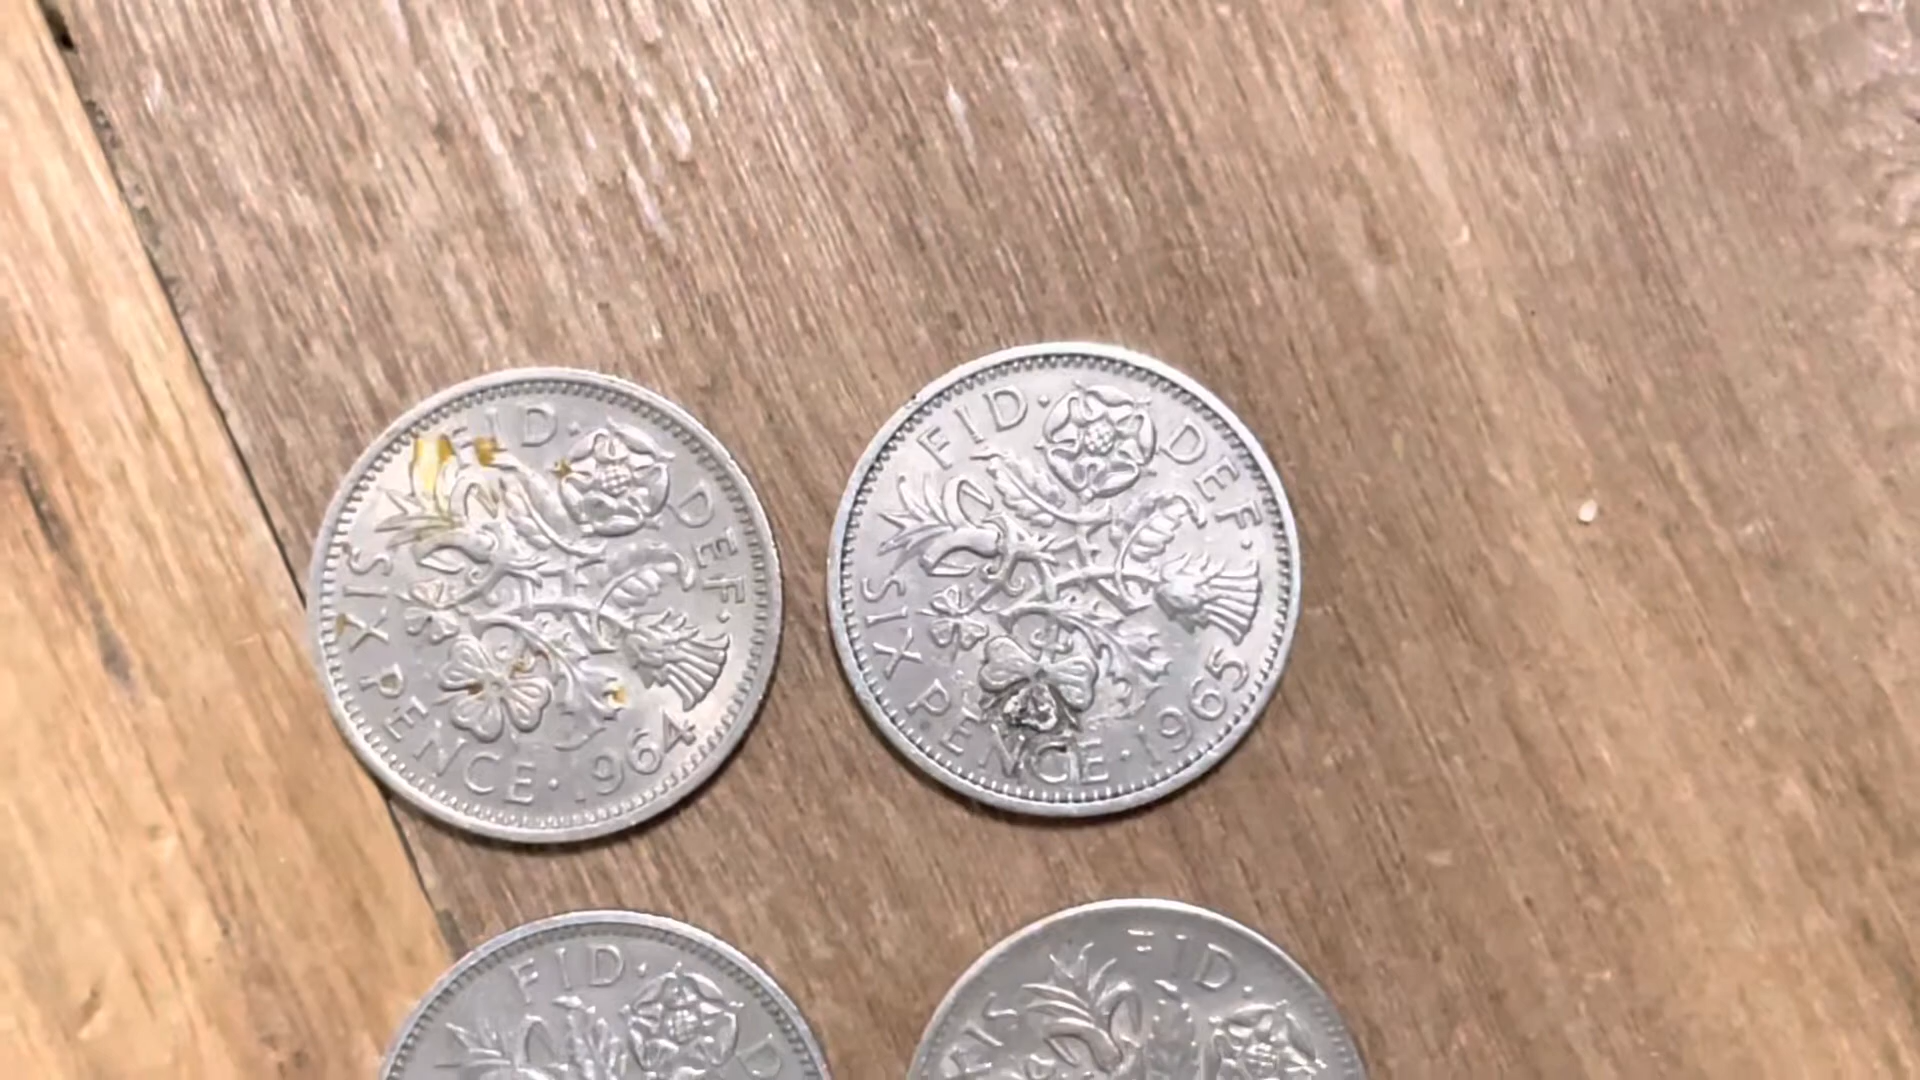 FID · DEF ·
SIX PENCE · 1964
FID · DEF ·
SIX PENCE · 1965
FID ·
FID ·